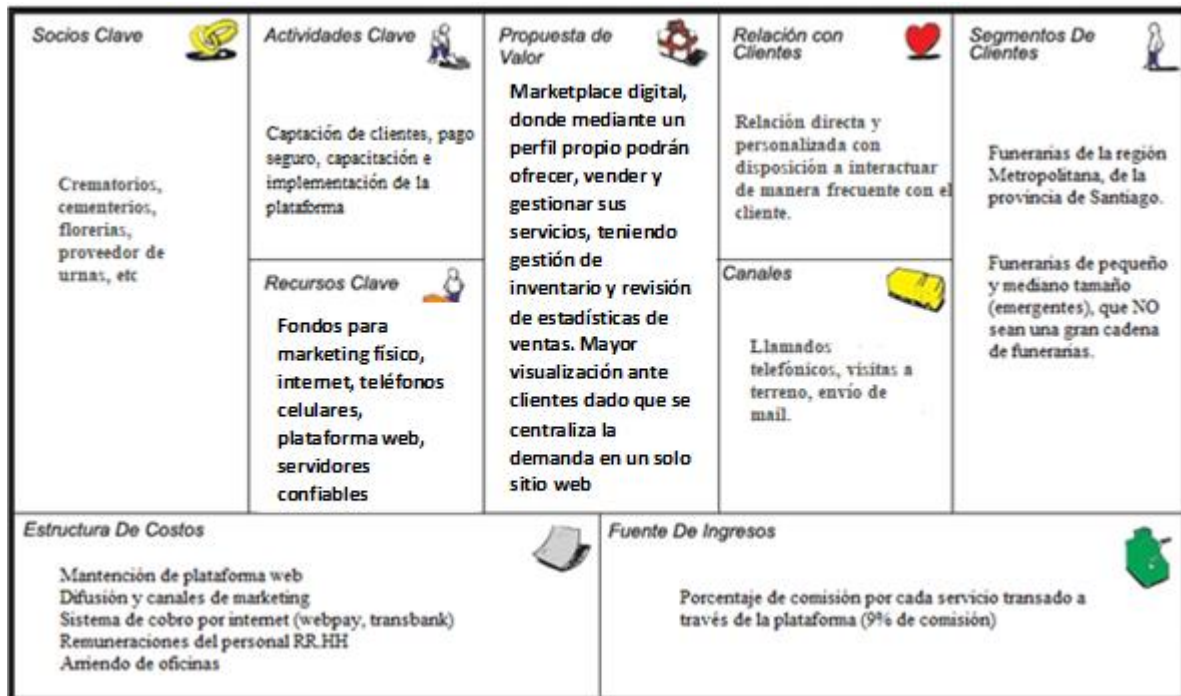 Socios Clave
Crematorios,
cementerios,
florerias,
proveedor de
urnas, etc
Actividades Clave
Captación de clientes, pago
seguro, capacitación e
implementación de la
plataforma
Recursos Clave
Fondos para
marketing físico,
internet, teléfonos
celulares,
plataforma web,
servidores
confiables
Propuesta de
Valor
Marketplace digital,
donde mediante un
perfil propio podrán
ofrecer, vender y
gestionar sus
servicios, teniendo
gestión de
inventario y revisión
de estadísticas de
ventas. Mayor
visualización ante
clientes dado que se
centraliza la
demanda en un solo
sitio web
Relación con
Clientes
Relación directa y
personalizada con
disposición a interactuar
de manera frecuente con el
cliente.
Canales
Llamados
telefónicos, visitas a
terreno, envío de
mail.
Segmentos De
Clientes
Funerarias de la región
Metropolitana, de la
provincia de Santiago.
Funerarias de pequeño
y mediano tamaño
(emergentes), que NO
sean una gran cadena
de funerarias.
Estructura De Costos
Mantención de plataforma web
Difusión y canales de marketing
Sistema de cobro por internet (webpay, transbank)
Remuneraciones del personal RR.HH
Arriendo de oficinas
Fuente De Ingresos
Porcentaje de comisión por cada servicio transado a
través de la plataforma (9% de comisión)